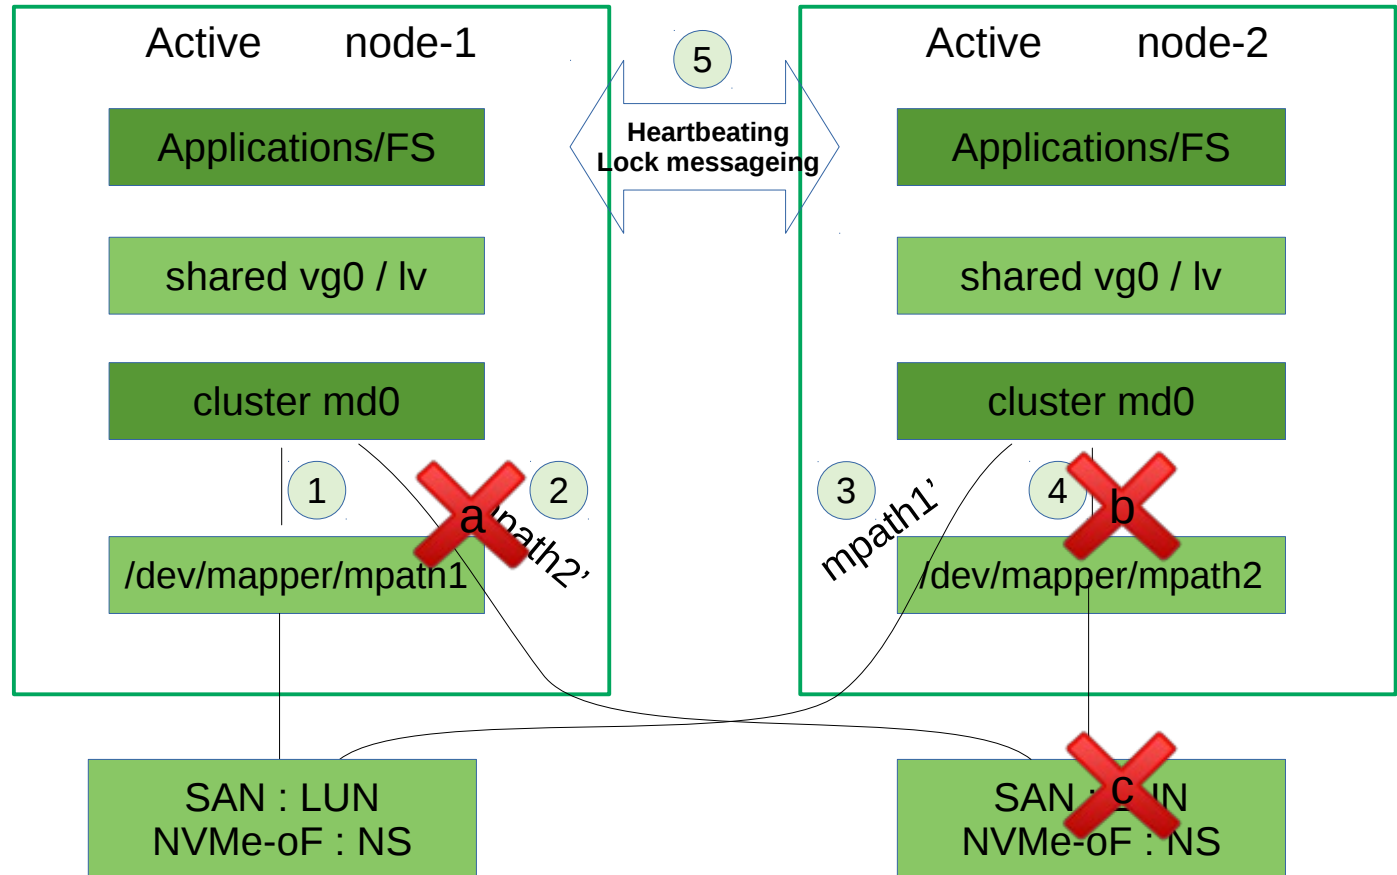 Active node-1
Active node-2
5
Heartbeating
Lock messageing
Applications/FS
Applications/FS
shared vg0 / lv
shared vg0 / lv
cluster md0
cluster md0
1
a
2
3
4
b
mpath1’
/dev/mapper/mpath1
/dev/mapper/mpath2
SAN : LUN
NVMe-oF : NS
c
SAN :
NVMe-oF : NS